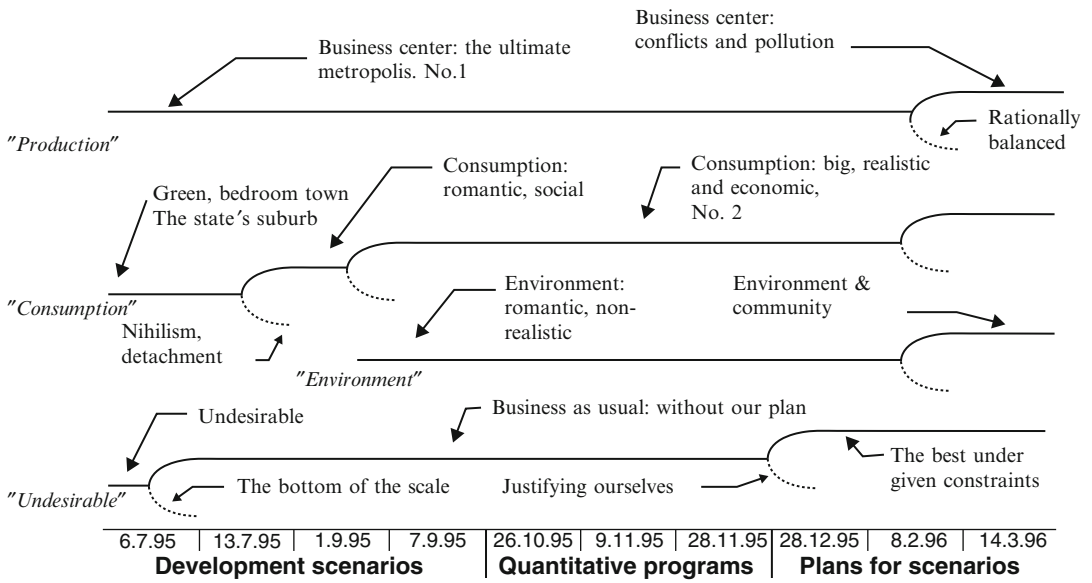 Business center:
conflicts and pollution
Business center: the ultimate
metropolis. No.1
"Production"
Rationally
balanced
Consumption:
romantic, social
Consumption: big, realistic
and economic,
No. 2
Green, bedroom town
The state's suburb
"Consumption"
Nihilism,
detachment
Environment:
romantic, non-
realistic
Environment &
community
"Environment"
Undesirable
Business as usual: without our plan
"Undesirable"
The bottom of the scale
Justifying ourselves
The best under
given constraints
6.7.95 | 13.7.95 | 1.9.95 | 7.9.95 | 26.10.95 | 9.11.95 | 28.11.95 | 28.12.95 | 8.2.96 | 14.3.96
Development scenarios | Quantitative programs | Plans for scenarios